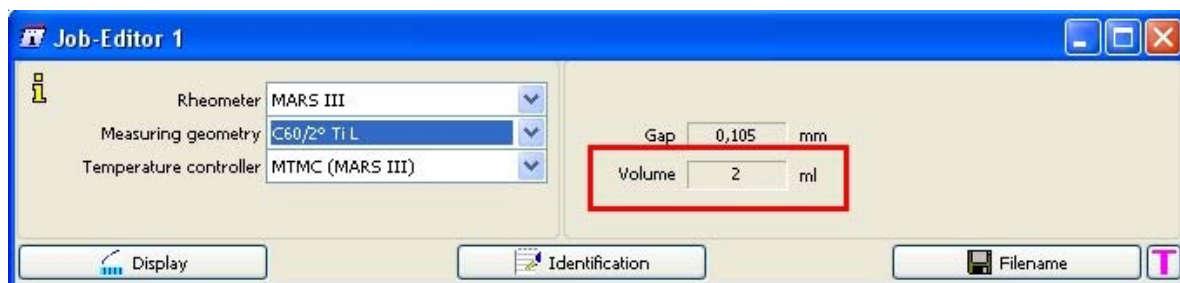 Job-Editor 1
Rheometer MARS III
Measuring geometry C60/2° Ti L
Gap 0,105 mm
Temperature controller MTMC (MARS III)
Volume 2 ml
Display
Identification
Filename
T